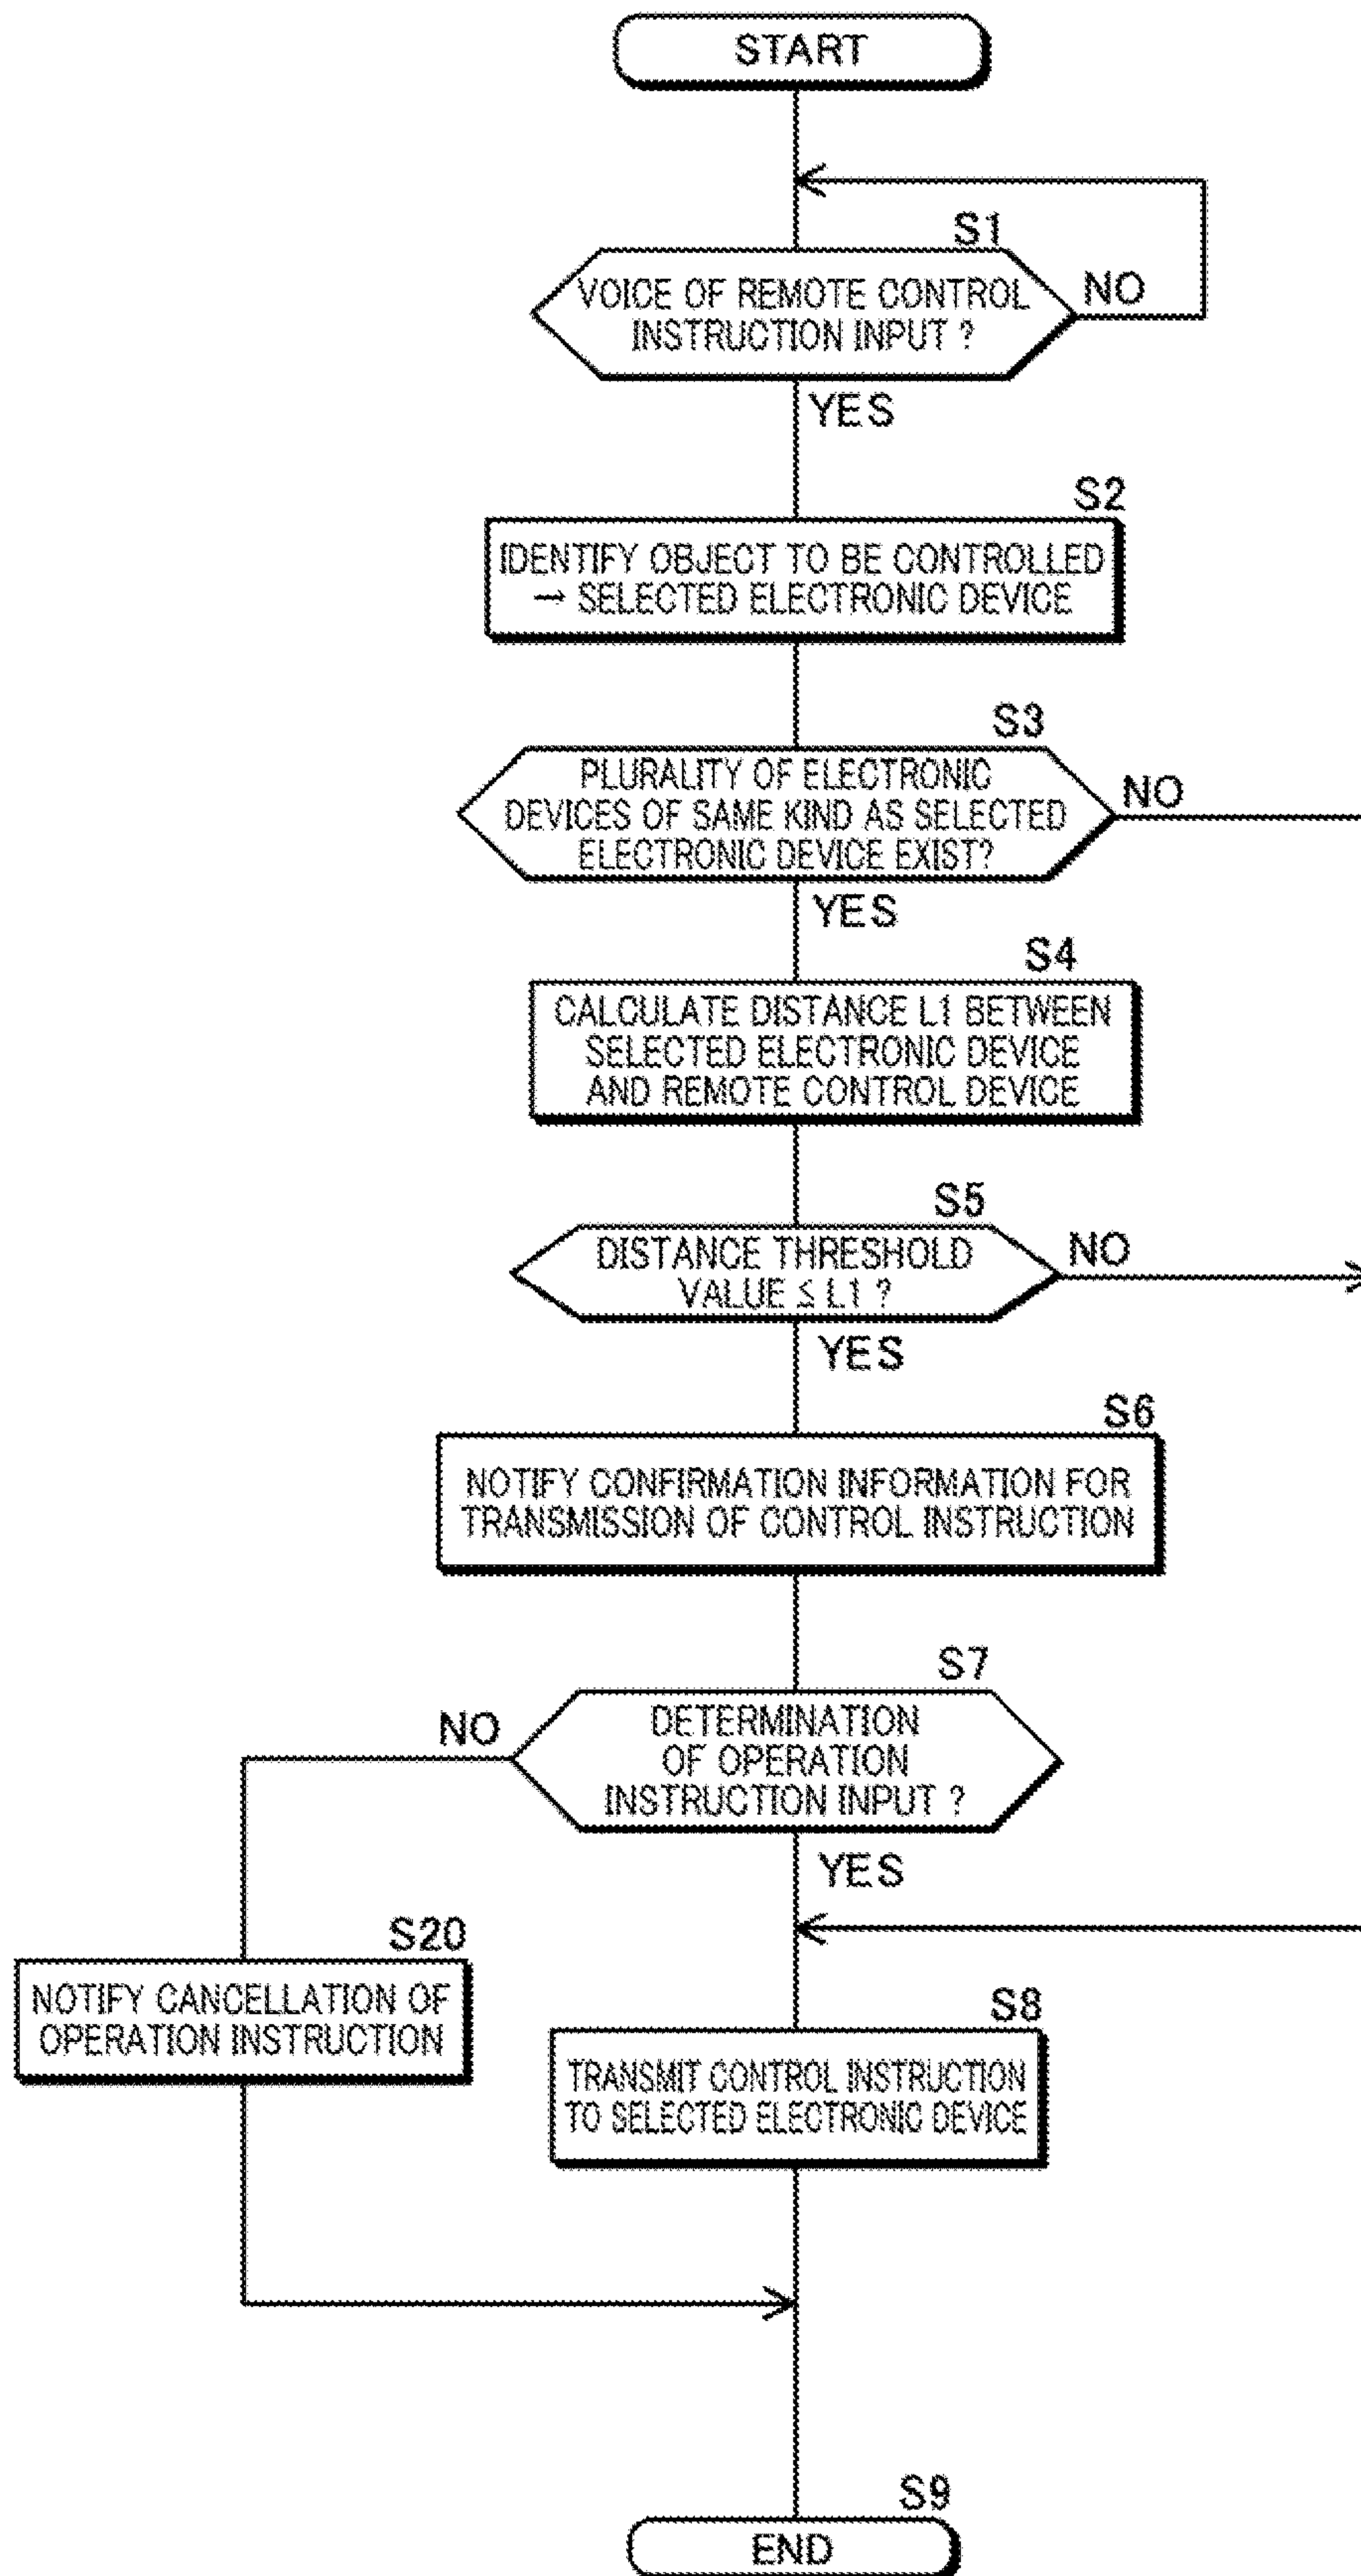 START
S1
VOICE OF REMOTE CONTROL
INSTRUCTION INPUT ?
NO
YES
S2
IDENTIFY OBJECT TO BE CONTROLLED
→ SELECTED ELECTRONIC DEVICE
S3
PLURALITY OF ELECTRONIC
DEVICES OF SAME KIND AS SELECTED
ELECTRONIC DEVICE EXIST?
NO
YES
S4
CALCULATE DISTANCE L1 BETWEEN
SELECTED ELECTRONIC DEVICE
AND REMOTE CONTROL DEVICE
S5
DISTANCE THRESHOLD
VALUE ≤ L1 ?
NO
YES
S6
NOTIFY CONFIRMATION INFORMATION FOR
TRANSMISSION OF CONTROL INSTRUCTION
S7
DETERMINATION
OF OPERATION
INSTRUCTION INPUT ?
NO
YES
S20
NOTIFY CANCELLATION OF
OPERATION INSTRUCTION
S8
TRANSMIT CONTROL INSTRUCTION
TO SELECTED ELECTRONIC DEVICE
S9
END